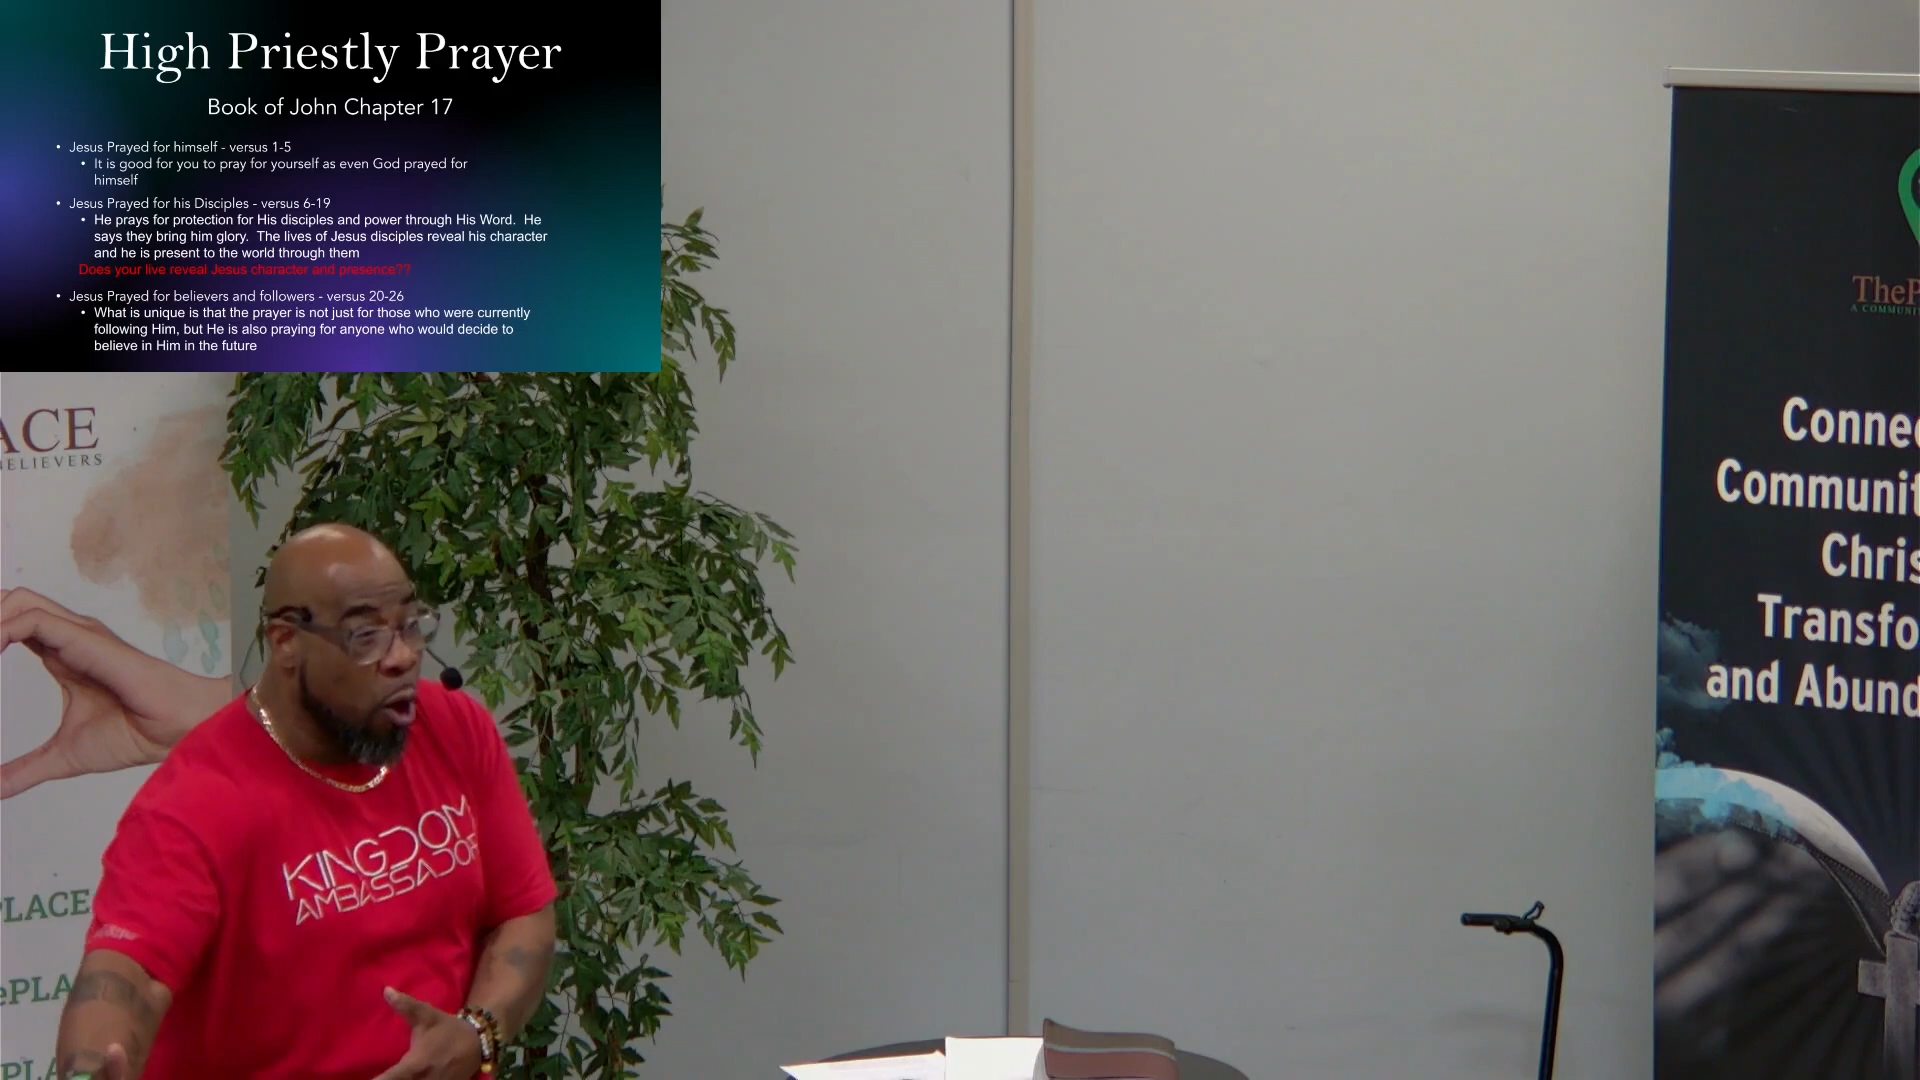 High Priestly Prayer
Book of John Chapter 17
• Jesus Prayed for himself - versus 1-5
• It is good for you to pray for yourself as even God prayed for
himself
• Jesus Prayed for his Disciples - versus 6-19
• He prays for protection for His disciples and power through His Word. He
says they bring him glory. The lives of Jesus disciples reveal his character
and he is present to the world through them
Does your live reveal Jesus character and presence??
• Jesus Prayed for believers and followers - versus 20-26
• What is unique is that the prayer is not just for those who were currently
following Him, but He is also praying for anyone who would decide to
believe in Him in the future
ACE
BELIEVERS
PLACE
ePLA
PLA
KINGDOM
AMBASSADOR
TheP
A COMMUNI
Connec
Communit
Chris
Transfo
and Abund